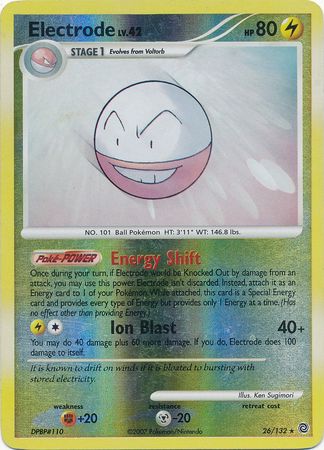 Electrode LV.42 HP 80
STAGE 1 Evolves from Voltorb
NO. 101 Ball Pokémon HT: 3'11" WT: 146.8 lbs.
Poké-POWER Energy Shift
Once during your turn, if Electrode would be Knocked Out by damage from an
attack, you may use this power. Electrode isn't discarded. Instead, attach it as an
Energy card to 1 of your Pokémon. While attached, this card is a Special Energy
card and provides every type of Energy but provides only 1 Energy at a time. (Has
no effect other than providing Energy.)
Ion Blast 40+
You may do 40 damage plus 60 more damage. If you do, Electrode does 100
damage to itself.
It is known to drift on winds if it is bloated to bursting with
stored electricity.
Illus. Ken Sugimori
weakness resistance retreat cost
+20 -20
DPBP#110 ©2007 Pokémon/Nintendo 26/132 ★